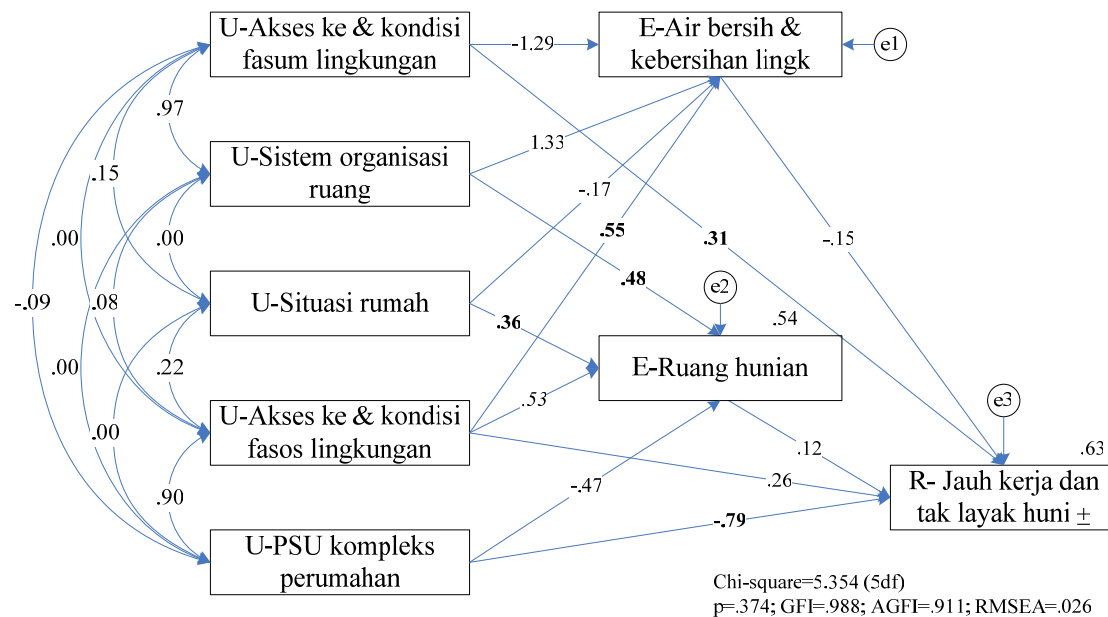 U-Akses ke & kondisi
fasum lingkungan
-1.29
E-Air bersih &
kebersihan lingk
e1
.97
U-Sistem organisasi
ruang
1.33
.15
-.17
.00
.00
.55
.31
-.15
.48
-.09
.08
U-Situasi rumah
e2
.36
.54
.00
.22
E-Ruang hunian
.53
e3
.00
U-Akses ke & kondisi
fasos lingkungan
.12
.63
.26
.90
-.47
R- Jauh kerja dan
tak layak huni ±
-.79
U-PSU kompleks
perumahan
Chi-square=5.354 (5df)
p=.374; GFI=.988; AGFI=.911; RMSEA=.026